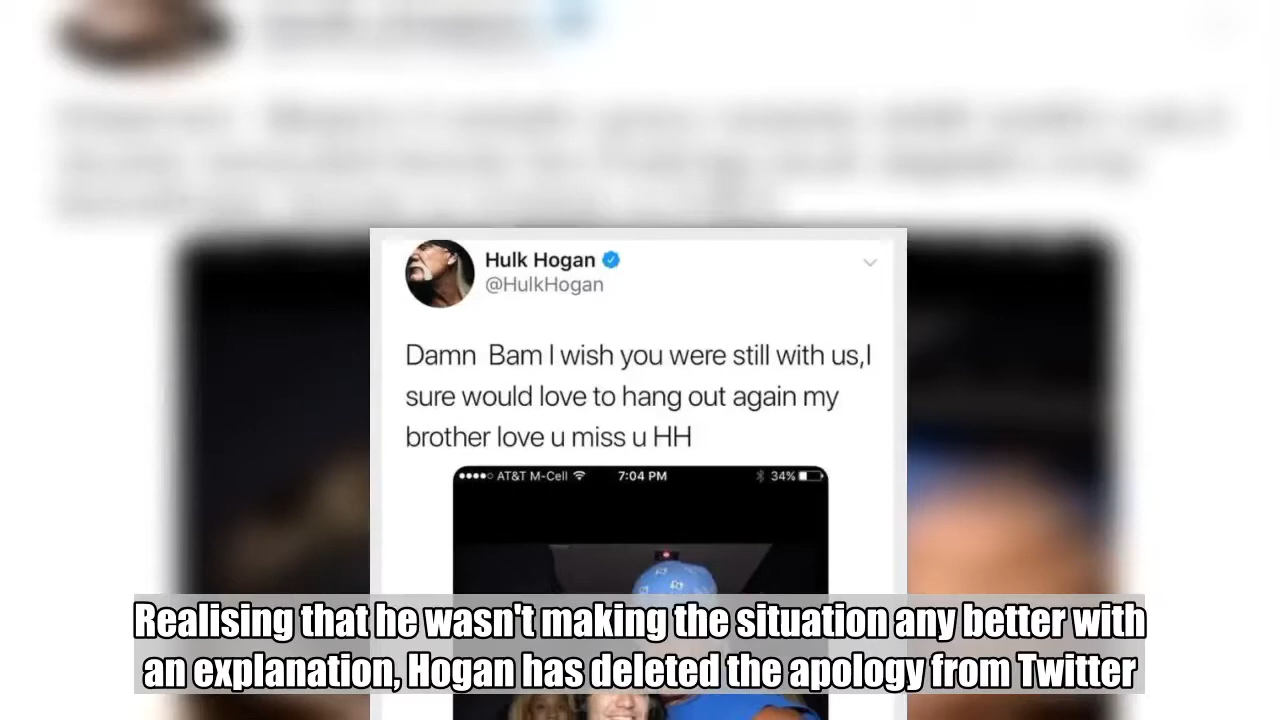 Hulk Hogan
@HulkHogan
Damn Bam I wish you were still with us,I
sure would love to hang out again my
brother love u miss u HH
AT&T M-Cell 7:04 PM 34%
Realising that he wasn't making the situation any better with
an explanation, Hogan has deleted the apology from Twitter